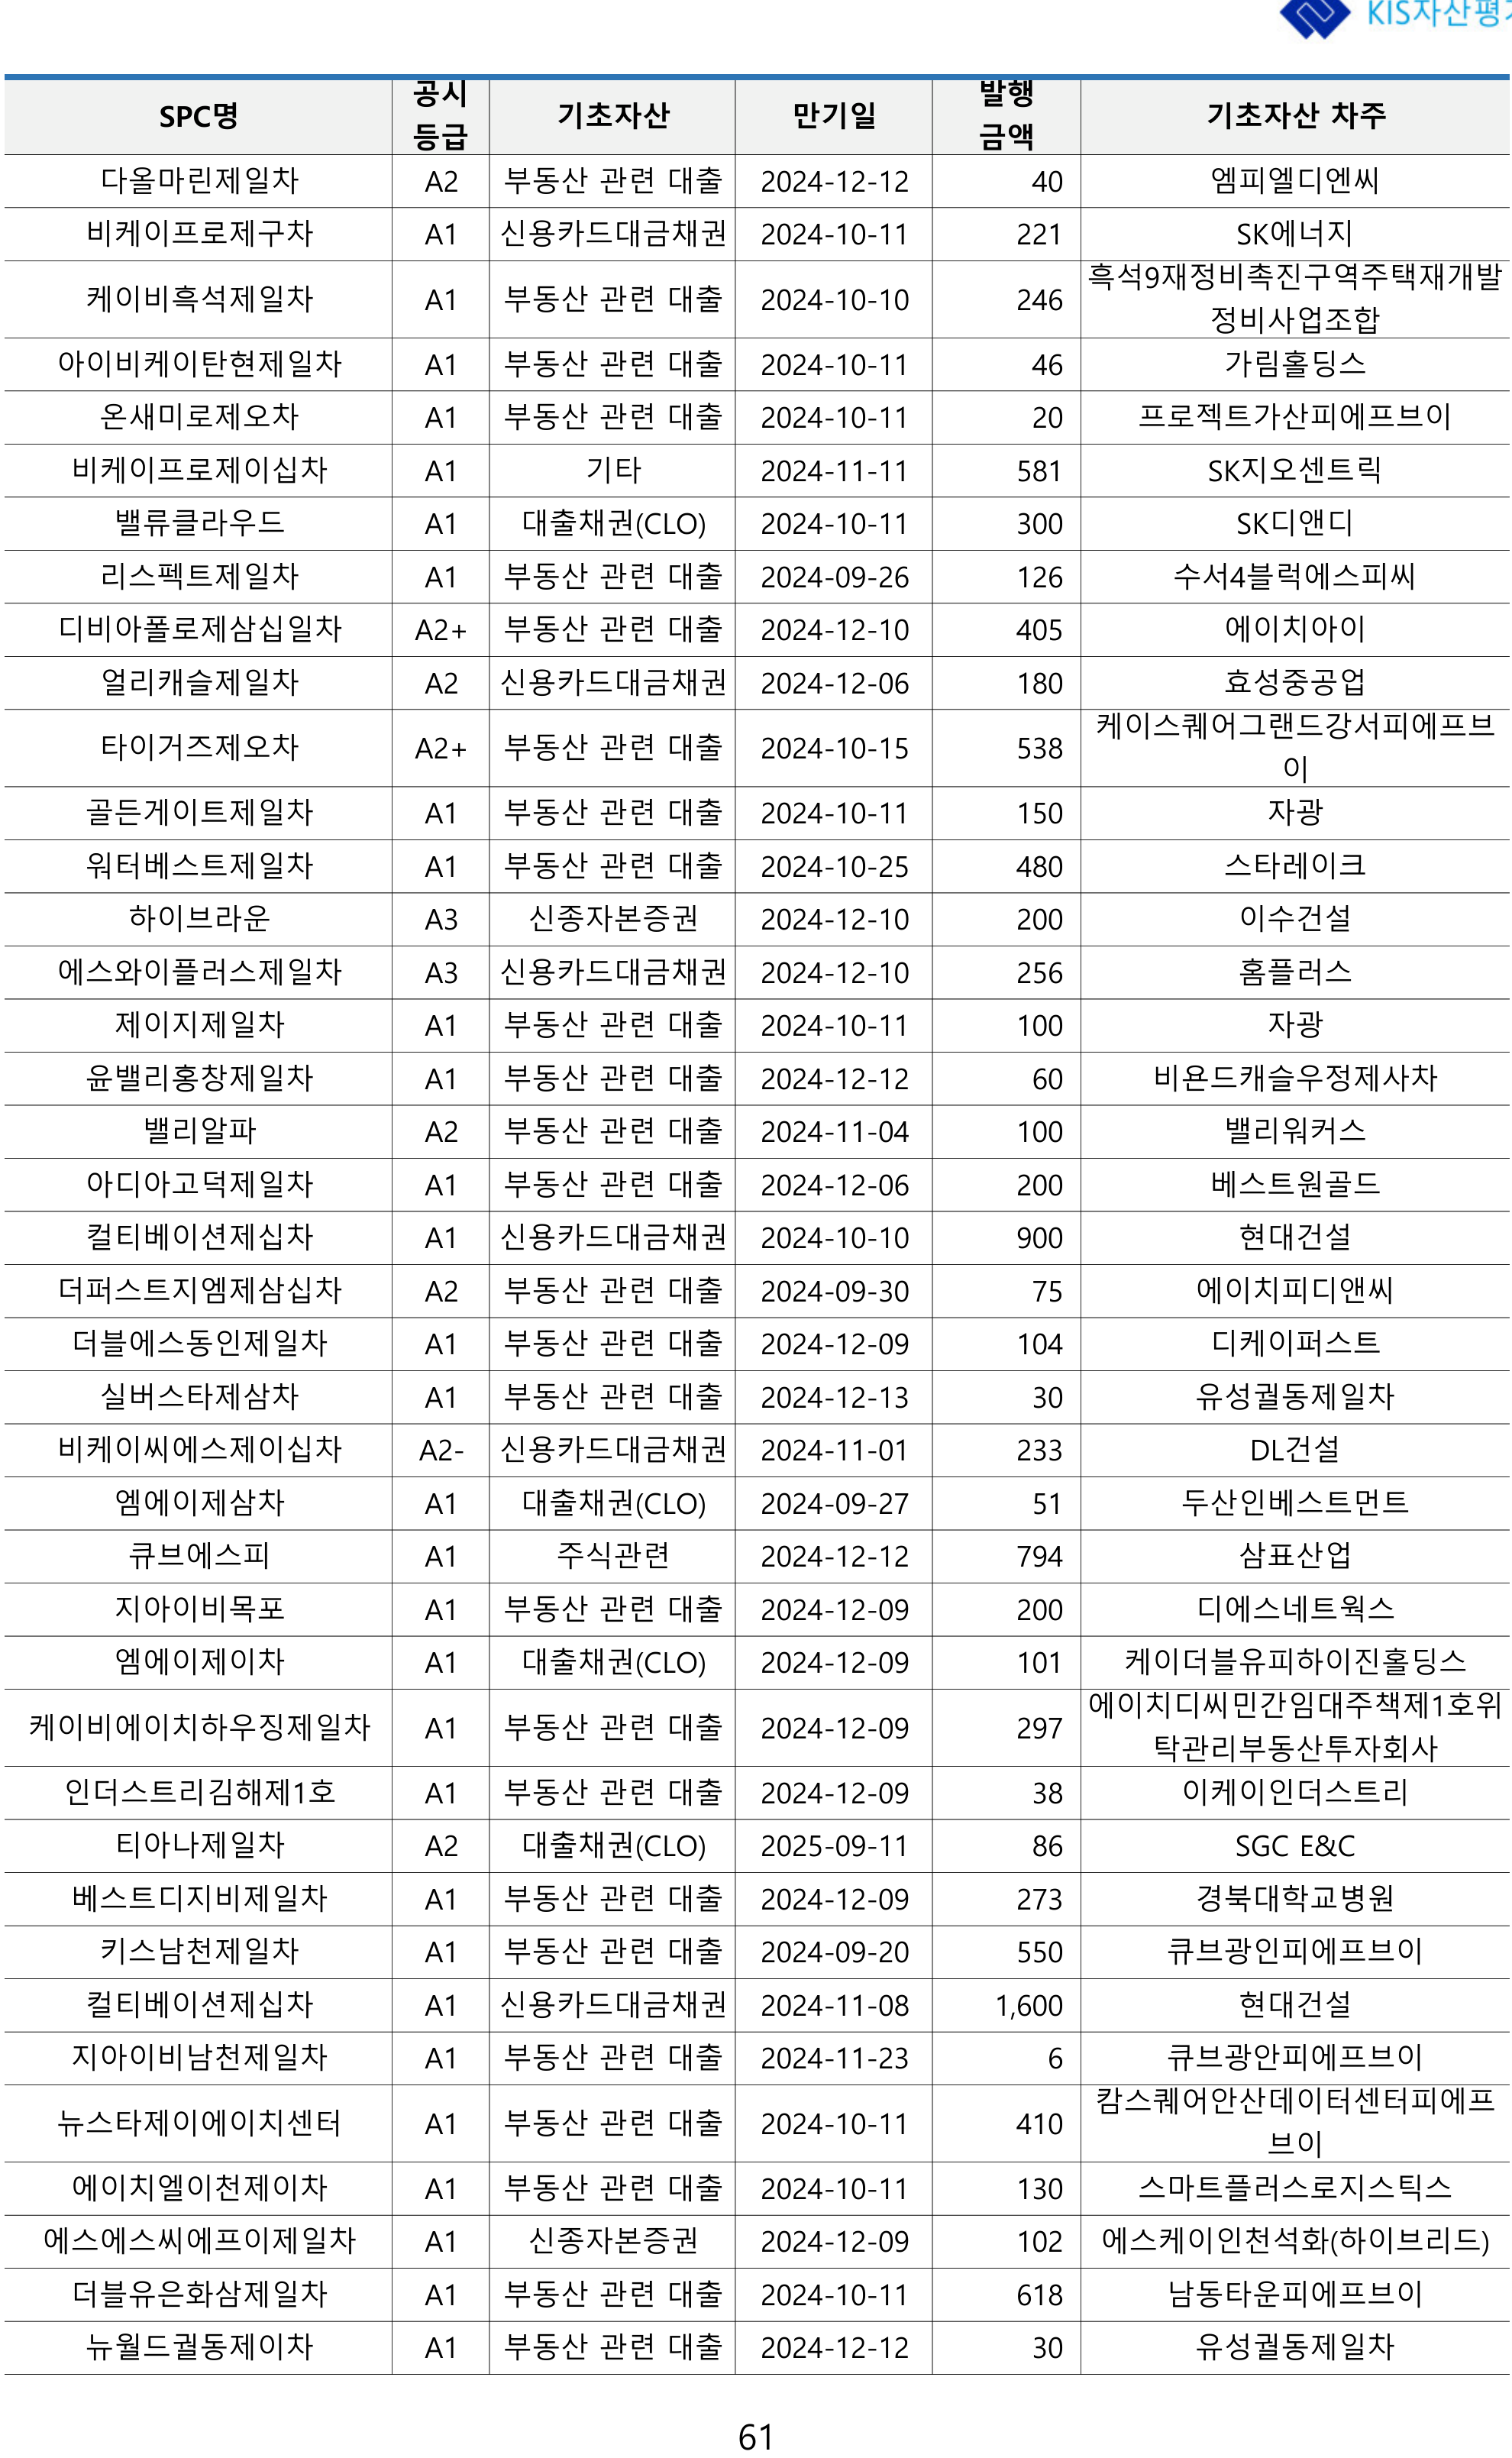 KIS자산평가
SPC명 공시등급 기초자산 만기일 발행금액 기초자산 차주
다올마린제일차 A2 부동산 관련 대출 2024-12-12 40 엠피엘디엔씨
비케이프로제구차 A1 신용카드대금채권 2024-10-11 221 SK에너지
케이비흑석제일차 A1 부동산 관련 대출 2024-10-10 246 흑석9재정비촉진구역주택재개발
정비사업조합
아이비케이탄현제일차 A1 부동산 관련 대출 2024-10-11 46 가림홀딩스
온새미로제오차 A1 부동산 관련 대출 2024-10-11 20 프로젝트가산피에프브이
비케이프로제이십차 A1 기타 2024-11-11 581 SK지오센트릭
밸류클라우드 A1 대출채권(CLO) 2024-10-11 300 SK디앤디
리스펙트제일차 A1 부동산 관련 대출 2024-09-26 126 수서4블럭에스피씨
디비아폴로제삼십일차 A2+ 부동산 관련 대출 2024-12-10 405 에이치아이
얼리캐슬제일차 A2 신용카드대금채권 2024-12-06 180 효성중공업
타이거즈제오차 A2+ 부동산 관련 대출 2024-10-15 538 케이스퀘어그랜드강서피에프브
이
골든게이트제일차 A1 부동산 관련 대출 2024-10-11 150 자광
워터베스트제일차 A1 부동산 관련 대출 2024-10-25 480 스타레이크
하이브라운 A3 신종자본증권 2024-12-10 200 이수건설
에스와이플러스제일차 A3 신용카드대금채권 2024-12-10 256 홈플러스
제이지제일차 A1 부동산 관련 대출 2024-10-11 100 자광
윤밸리홍창제일차 A1 부동산 관련 대출 2024-12-12 60 비욘드캐슬우정제사차
밸리알파 A2 부동산 관련 대출 2024-11-04 100 밸리워커스
아디아고덕제일차 A1 부동산 관련 대출 2024-12-06 200 베스트원골드
컬티베이션제십차 A1 신용카드대금채권 2024-10-10 900 현대건설
더퍼스트지엠제삼십차 A2 부동산 관련 대출 2024-09-30 75 에이치피디앤씨
더블에스동인제일차 A1 부동산 관련 대출 2024-12-09 104 디케이퍼스트
실버스타제삼차 A1 부동산 관련 대출 2024-12-13 30 유성궐동제일차
비케이씨에스제이십차 A2- 신용카드대금채권 2024-11-01 233 DL건설
엠에이제삼차 A1 대출채권(CLO) 2024-09-27 51 두산인베스트먼트
큐브에스피 A1 주식관련 2024-12-12 794 삼표산업
지아이비목포 A1 부동산 관련 대출 2024-12-09 200 디에스네트웍스
엠에이제이차 A1 대출채권(CLO) 2024-12-09 101 케이더블유피하이진홀딩스
케이비에이치하우징제일차 A1 부동산 관련 대출 2024-12-09 297 에이치디씨민간임대주책제1호위
탁관리부동산투자회사
인더스트리김해제1호 A1 부동산 관련 대출 2024-12-09 38 이케이인더스트리
티아나제일차 A2 대출채권(CLO) 2025-09-11 86 SGC E&C
베스트디지비제일차 A1 부동산 관련 대출 2024-12-09 273 경북대학교병원
키스남천제일차 A1 부동산 관련 대출 2024-09-20 550 큐브광인피에프브이
컬티베이션제십차 A1 신용카드대금채권 2024-11-08 1,600 현대건설
지아이비남천제일차 A1 부동산 관련 대출 2024-11-23 6 큐브광안피에프브이
뉴스타제이에이치센터 A1 부동산 관련 대출 2024-10-11 410 캄스퀘어안산데이터센터피에프
브이
에이치엘이천제이차 A1 부동산 관련 대출 2024-10-11 130 스마트플러스로지스틱스
에스에스씨에프이제일차 A1 신종자본증권 2024-12-09 102 에스케이인천석화(하이브리드)
더블유은화삼제일차 A1 부동산 관련 대출 2024-10-11 618 남동타운피에프브이
뉴월드궐동제이차 A1 부동산 관련 대출 2024-12-12 30 유성궐동제일차
61